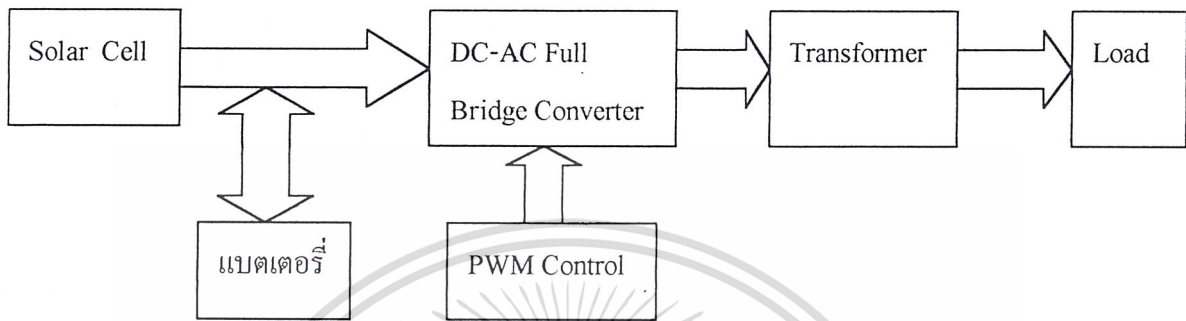 Solar Cell
DC-AC Full
Bridge Converter
Transformer
Load
แบตเตอรี่
PWM Control